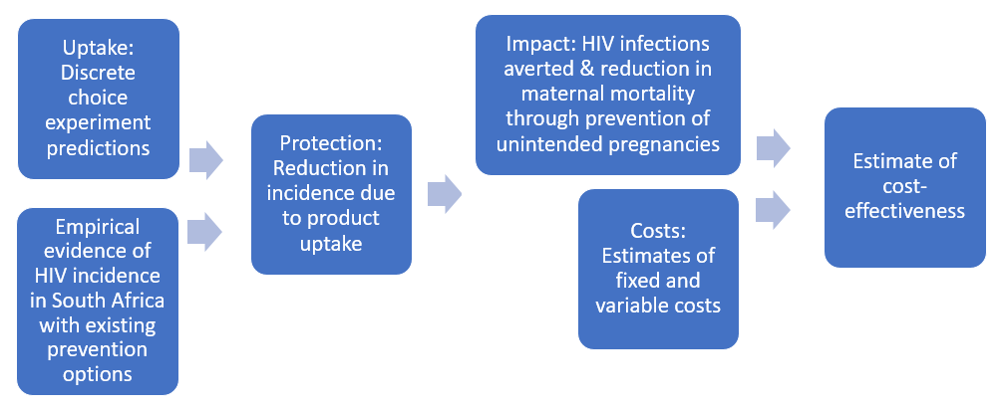 Uptake:
Discrete
choice
experiment
predictions
Empirical
evidence of
HIV incidence
in South Africa
with existing
prevention
options
Protection:
Reduction in
incidence due
to product
uptake
Impact: HIV infections
averted & reduction in
maternal mortality
through prevention of
unintended pregnancies
Costs:
Estimates of
fixed and
variable costs
Estimate of
cost-
effectiveness